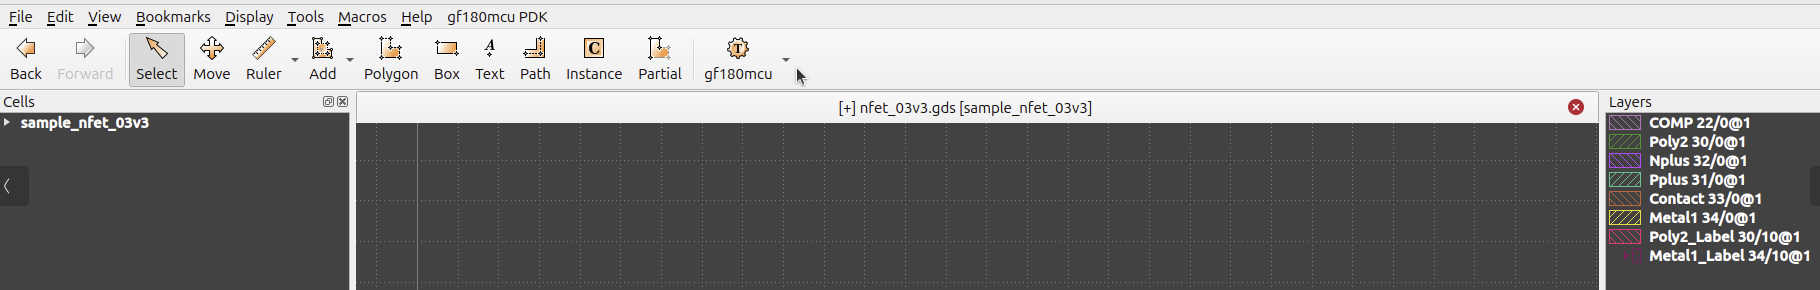 File Edit View Bookmarks Display Tools Macros Help gf180mcu PDK
Back Forward Select Move Ruler Add Polygon Box Text Path Instance Partial gf180mcu
Cells
sample_nfet_03v3
[+] nfet_03v3.gds [sample_nfet_03v3]
Layers
COMP 22/0@1
Poly2 30/0@1
Nplus 32/0@1
Pplus 31/0@1
Contact 33/0@1
Metal1 34/0@1
Poly2_Label 30/10@1
Metal1_Label 34/10@1